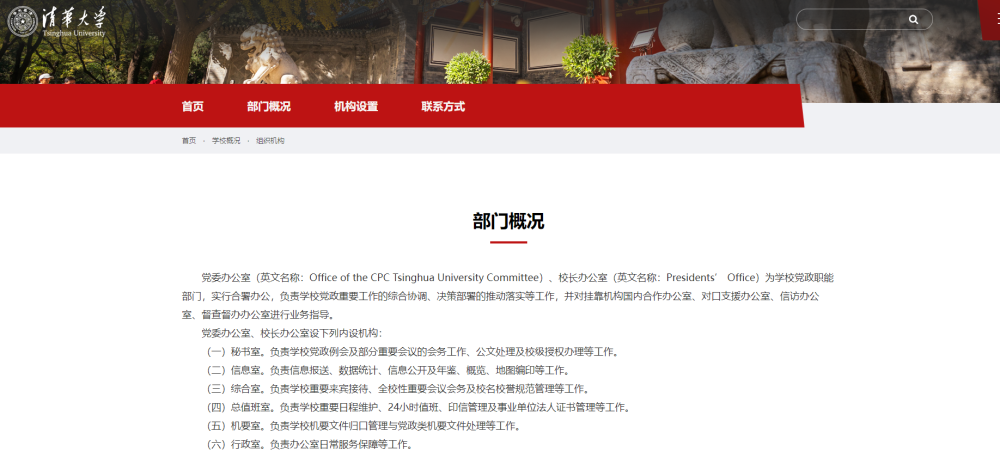 清华大学
Tsinghua University
首页 部门概况 机构设置 联系方式
首页 › 学校概况 › 组织机构
部门概况
党委办公室（英文名称：Office of the CPC Tsinghua University Committee）、校长办公室（英文名称：Presidents’ Office）为学校党政职能
部门，实行合署办公，负责学校党政重要工作的综合协调、决策部署的推动落实等工作，并对挂靠机构国内合作办公室、对口支援办公室、信访办公
室、督查督办办公室进行业务指导。
党委办公室、校长办公室设下列内设机构：
（一）秘书室。负责学校党政例会及部分重要会议的会务工作、公文处理及校级授权办理等工作。
（二）信息室。负责信息报送、数据统计、信息公开及年鉴、概览、地图编印等工作。
（三）综合室。负责学校重要来宾接待、全校性重要会议会务及校名校誉规范管理等工作。
（四）总值班室。负责学校重要日程维护、24小时值班、印信管理及事业单位法人证书管理等工作。
（五）机要室。负责学校机要文件归口管理与党政类机要文件处理等工作。
（六）行政室。负责办公室日常服务保障等工作。